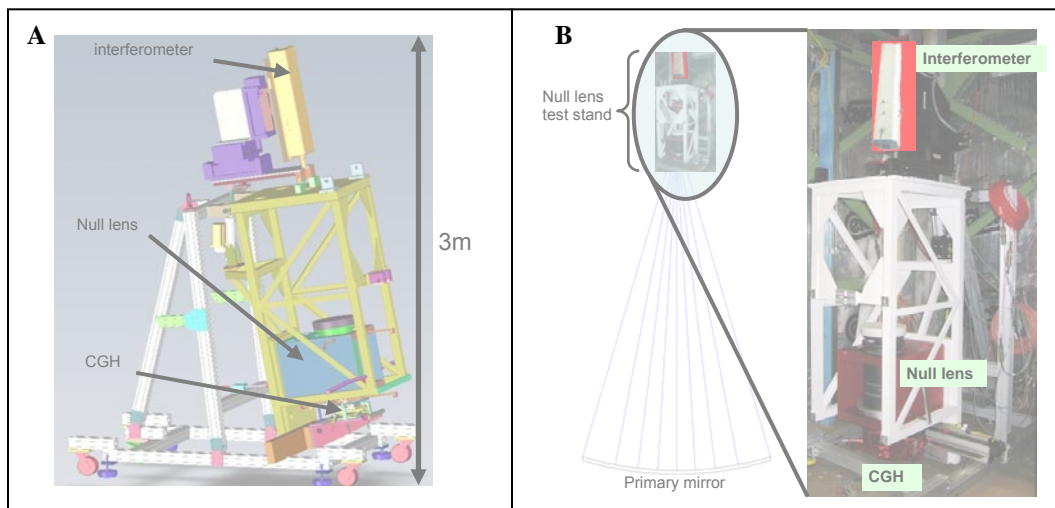 A
interferometer
Null lens
CGH
3m
B
Null lens
test stand
Primary mirror
Interferometer
Null lens
CGH